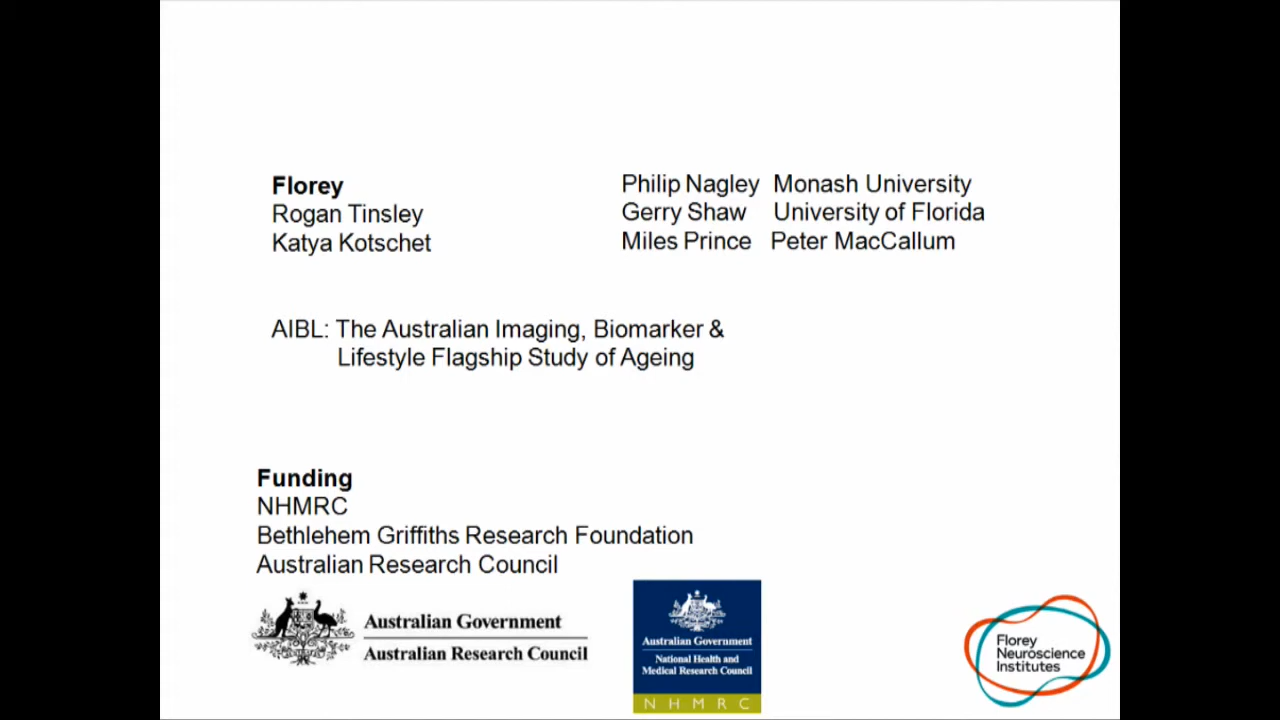 Florey
Rogan Tinsley
Katya Kotschet
Philip Nagley Monash University
Gerry Shaw University of Florida
Miles Prince Peter MacCallum
AIBL: The Australian Imaging, Biomarker &
Lifestyle Flagship Study of Ageing
Funding
NHMRC
Bethlehem Griffiths Research Foundation
Australian Research Council
Australian Government
Australian Research Council
Australian Government
National Health and
Medical Research Council
NHMRC
Florey
Neuroscience
Institutes